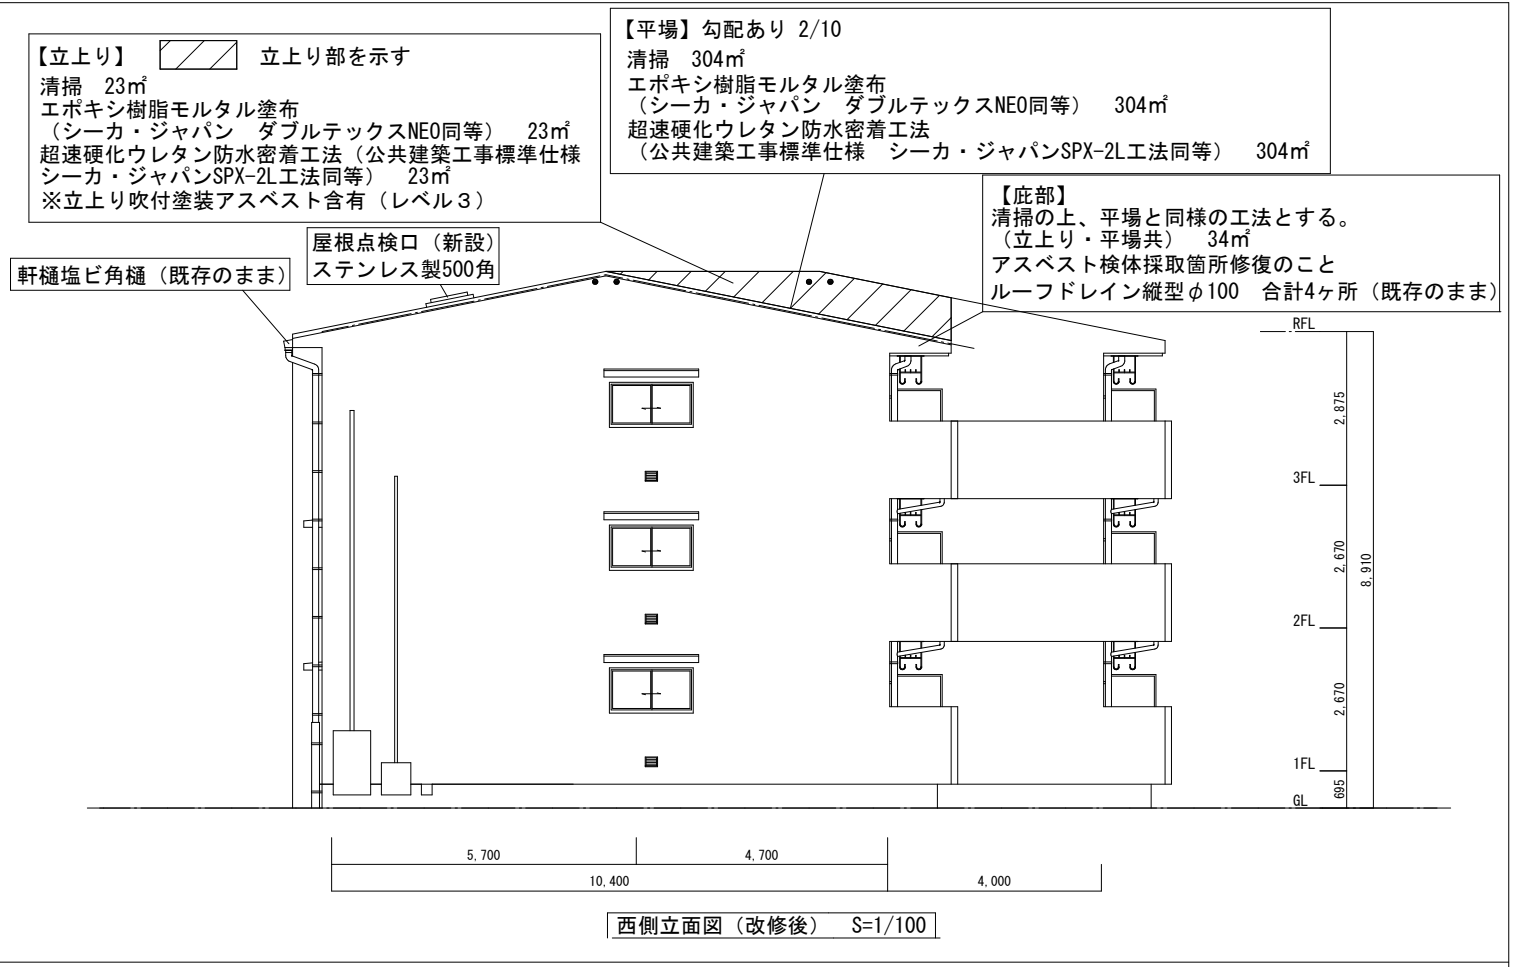 【立上り】 立上り部を示す
清掃 23㎡
エポキシ樹脂モルタル塗布
（シーカ・ジャパン ダブルテックスNEO同等） 23㎡
超速硬化ウレタン防水密着工法（公共建築工事標準仕様
シーカ・ジャパンSPX-2L工法同等） 23㎡
※立上り吹付塗装アスベスト含有（レベル３）
【平場】勾配あり 2/10
清掃 304㎡
エポキシ樹脂モルタル塗布
（シーカ・ジャパン ダブルテックスNEO同等） 304㎡
超速硬化ウレタン防水密着工法
（公共建築工事標準仕様 シーカ・ジャパンSPX-2L工法同等） 304㎡
【庇部】
清掃の上、平場と同様の工法とする。
（立上り・平場共） 34㎡
アスベスト検体採取箇所修復のこと
ルーフドレイン縦型φ100 合計4ヶ所（既存のまま）
屋根点検口（新設）
ステンレス製500角
軒樋塩ビ角樋（既存のまま）
RFL
2,875
3FL
2,670
8,910
2FL
2,670
1FL
695
GL
5,700
4,700
10,400
4,000
西側立面図（改修後） S=1/100